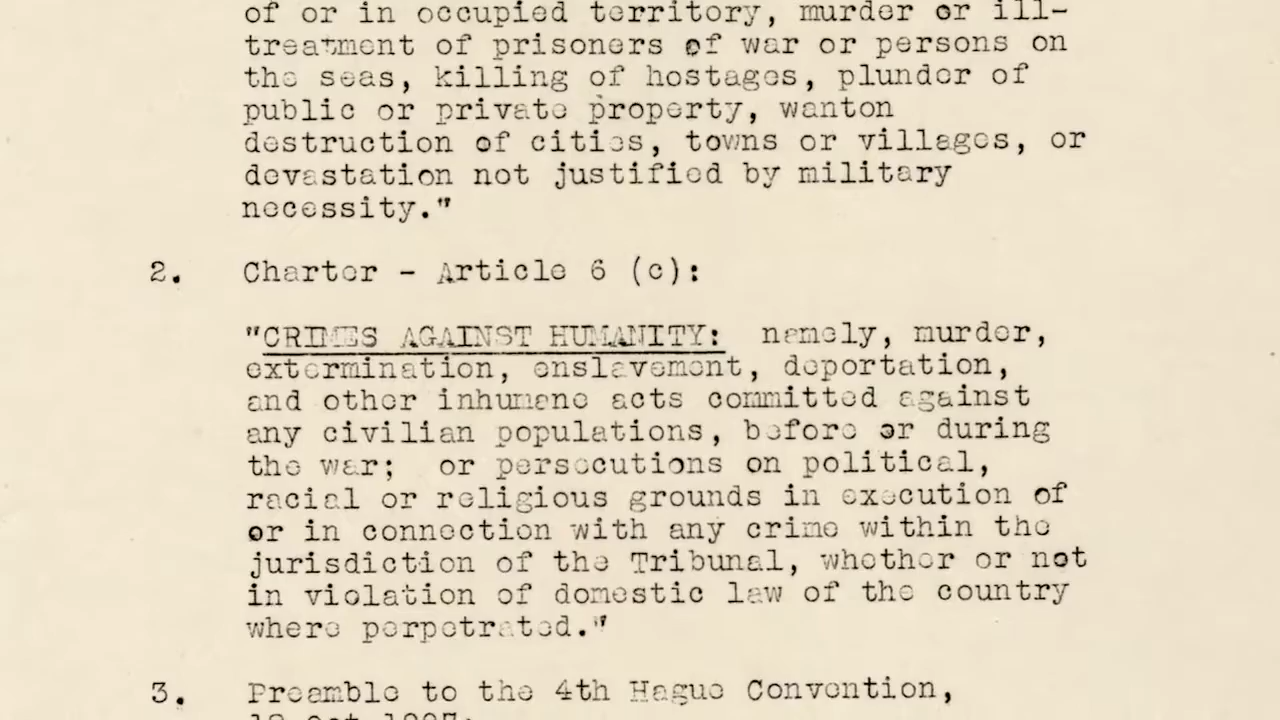 of or in occupied territory, murder or ill-
treatment of prisoners of war or persons on
the seas, killing of hostages, plunder of
public or private property, wanton
destruction of cities, towns or villages, or
devastation not justified by military
necessity."
2. Charter - Article 6 (c):
"CRIMES AGAINST HUMANITY: namely, murder,
extermination, enslavement, deportation,
and other inhumane acts committed against
any civilian populations, before or during
the war; or persecutions on political,
racial or religious grounds in execution of
or in connection with any crime within the
jurisdiction of the Tribunal, whether or not
in violation of domestic law of the country
where perpetrated."
3. Preamble to the 4th Hague Convention,